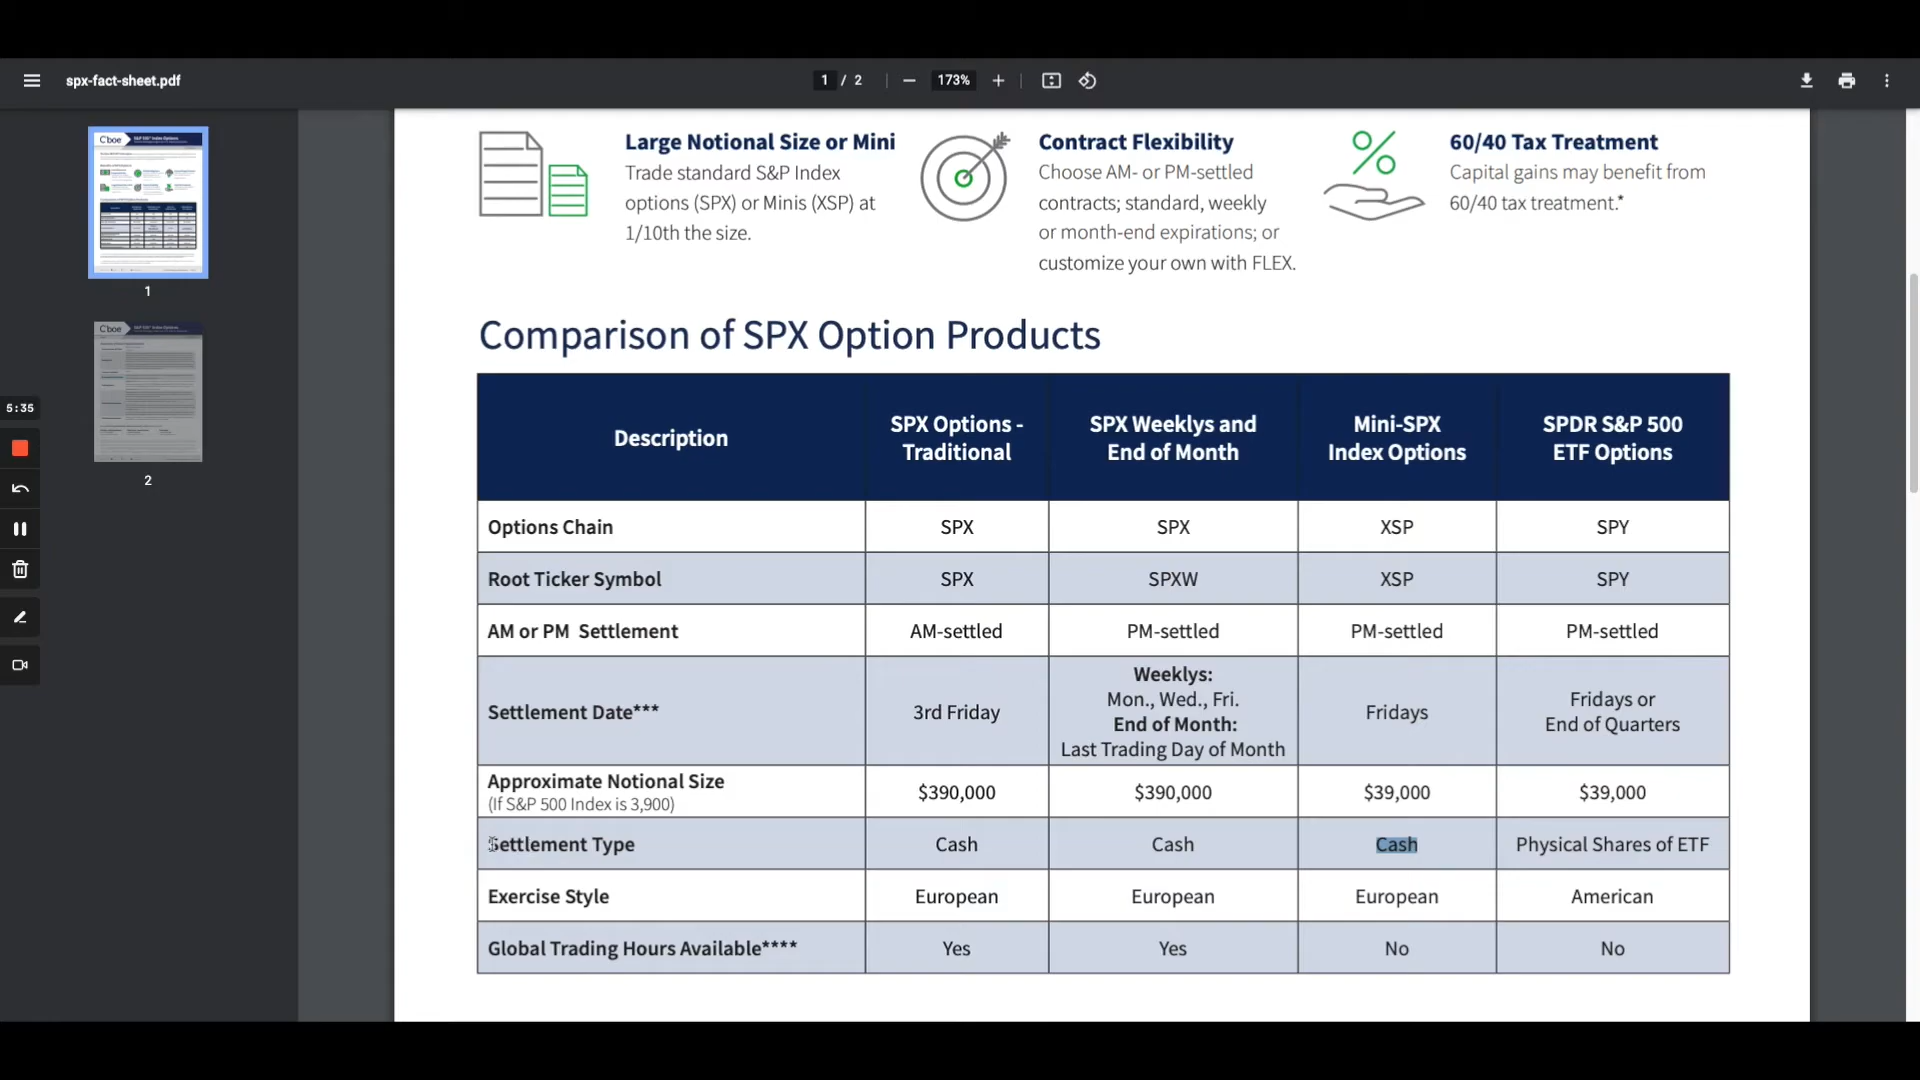 spx-fact-sheet.pdf
1 / 2
173%
1
2
5:35
Large Notional Size or Mini
Trade standard S&P Index
options (SPX) or Minis (XSP) at
1/10th the size.
Contract Flexibility
Choose AM- or PM-settled
contracts; standard, weekly
or month-end expirations; or
customize your own with FLEX.
60/40 Tax Treatment
Capital gains may benefit from
60/40 tax treatment.*
Comparison of SPX Option Products
Description
SPX Options -
Traditional
SPX Weeklys and
End of Month
Mini-SPX
Index Options
SPDR S&P 500
ETF Options
Options Chain SPX SPX XSP SPY
Root Ticker Symbol SPX SPXW XSP SPY
AM or PM Settlement AM-settled PM-settled PM-settled PM-settled
Settlement Date*** 3rd Friday
Weeklys:
Mon., Wed., Fri.
End of Month:
Last Trading Day of Month
Fridays
Fridays or
End of Quarters
Approximate Notional Size
(If S&P 500 Index is 3,900)
$390,000 $390,000 $39,000 $39,000
Settlement Type Cash Cash Cash Physical Shares of ETF
Exercise Style European European European American
Global Trading Hours Available**** Yes Yes No No